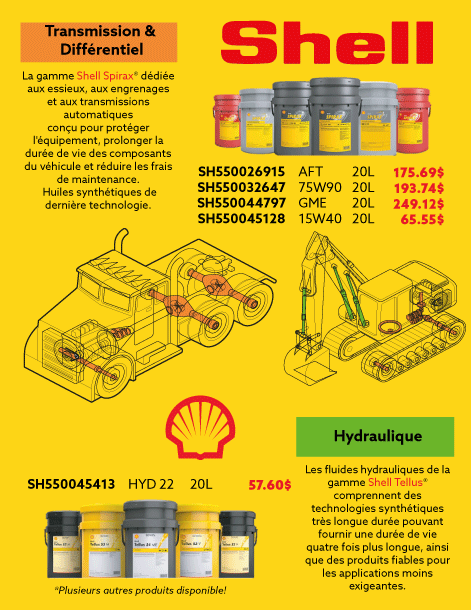 Transmission &
Différentiel
Shell
La gamme Shell Spirax® dédiée
aux essieux, aux engrenages
et aux transmissions
automatiques
conçu pour protéger
l'équipement, prolonger la
durée de vie des composants
du véhicule et réduire les frais
de maintenance.
Huiles synthétiques de
dernière technologie.
SH550026915 AFT 20L 175.69$
SH550032647 75W90 20L 193.74$
SH550044797 GME 20L 249.12$
SH550045128 15W40 20L 65.55$
Hydraulique
SH550045413 HYD 22 20L 57.60$
Les fluides hydrauliques de la
gamme Shell Tellus®
comprennent des
technologies synthétiques
très longue durée pouvant
fournir une durée de vie
quatre fois plus longue, ainsi
que des produits fiables pour
les applications moins
exigeantes.
*Plusieurs autres produits disponible!